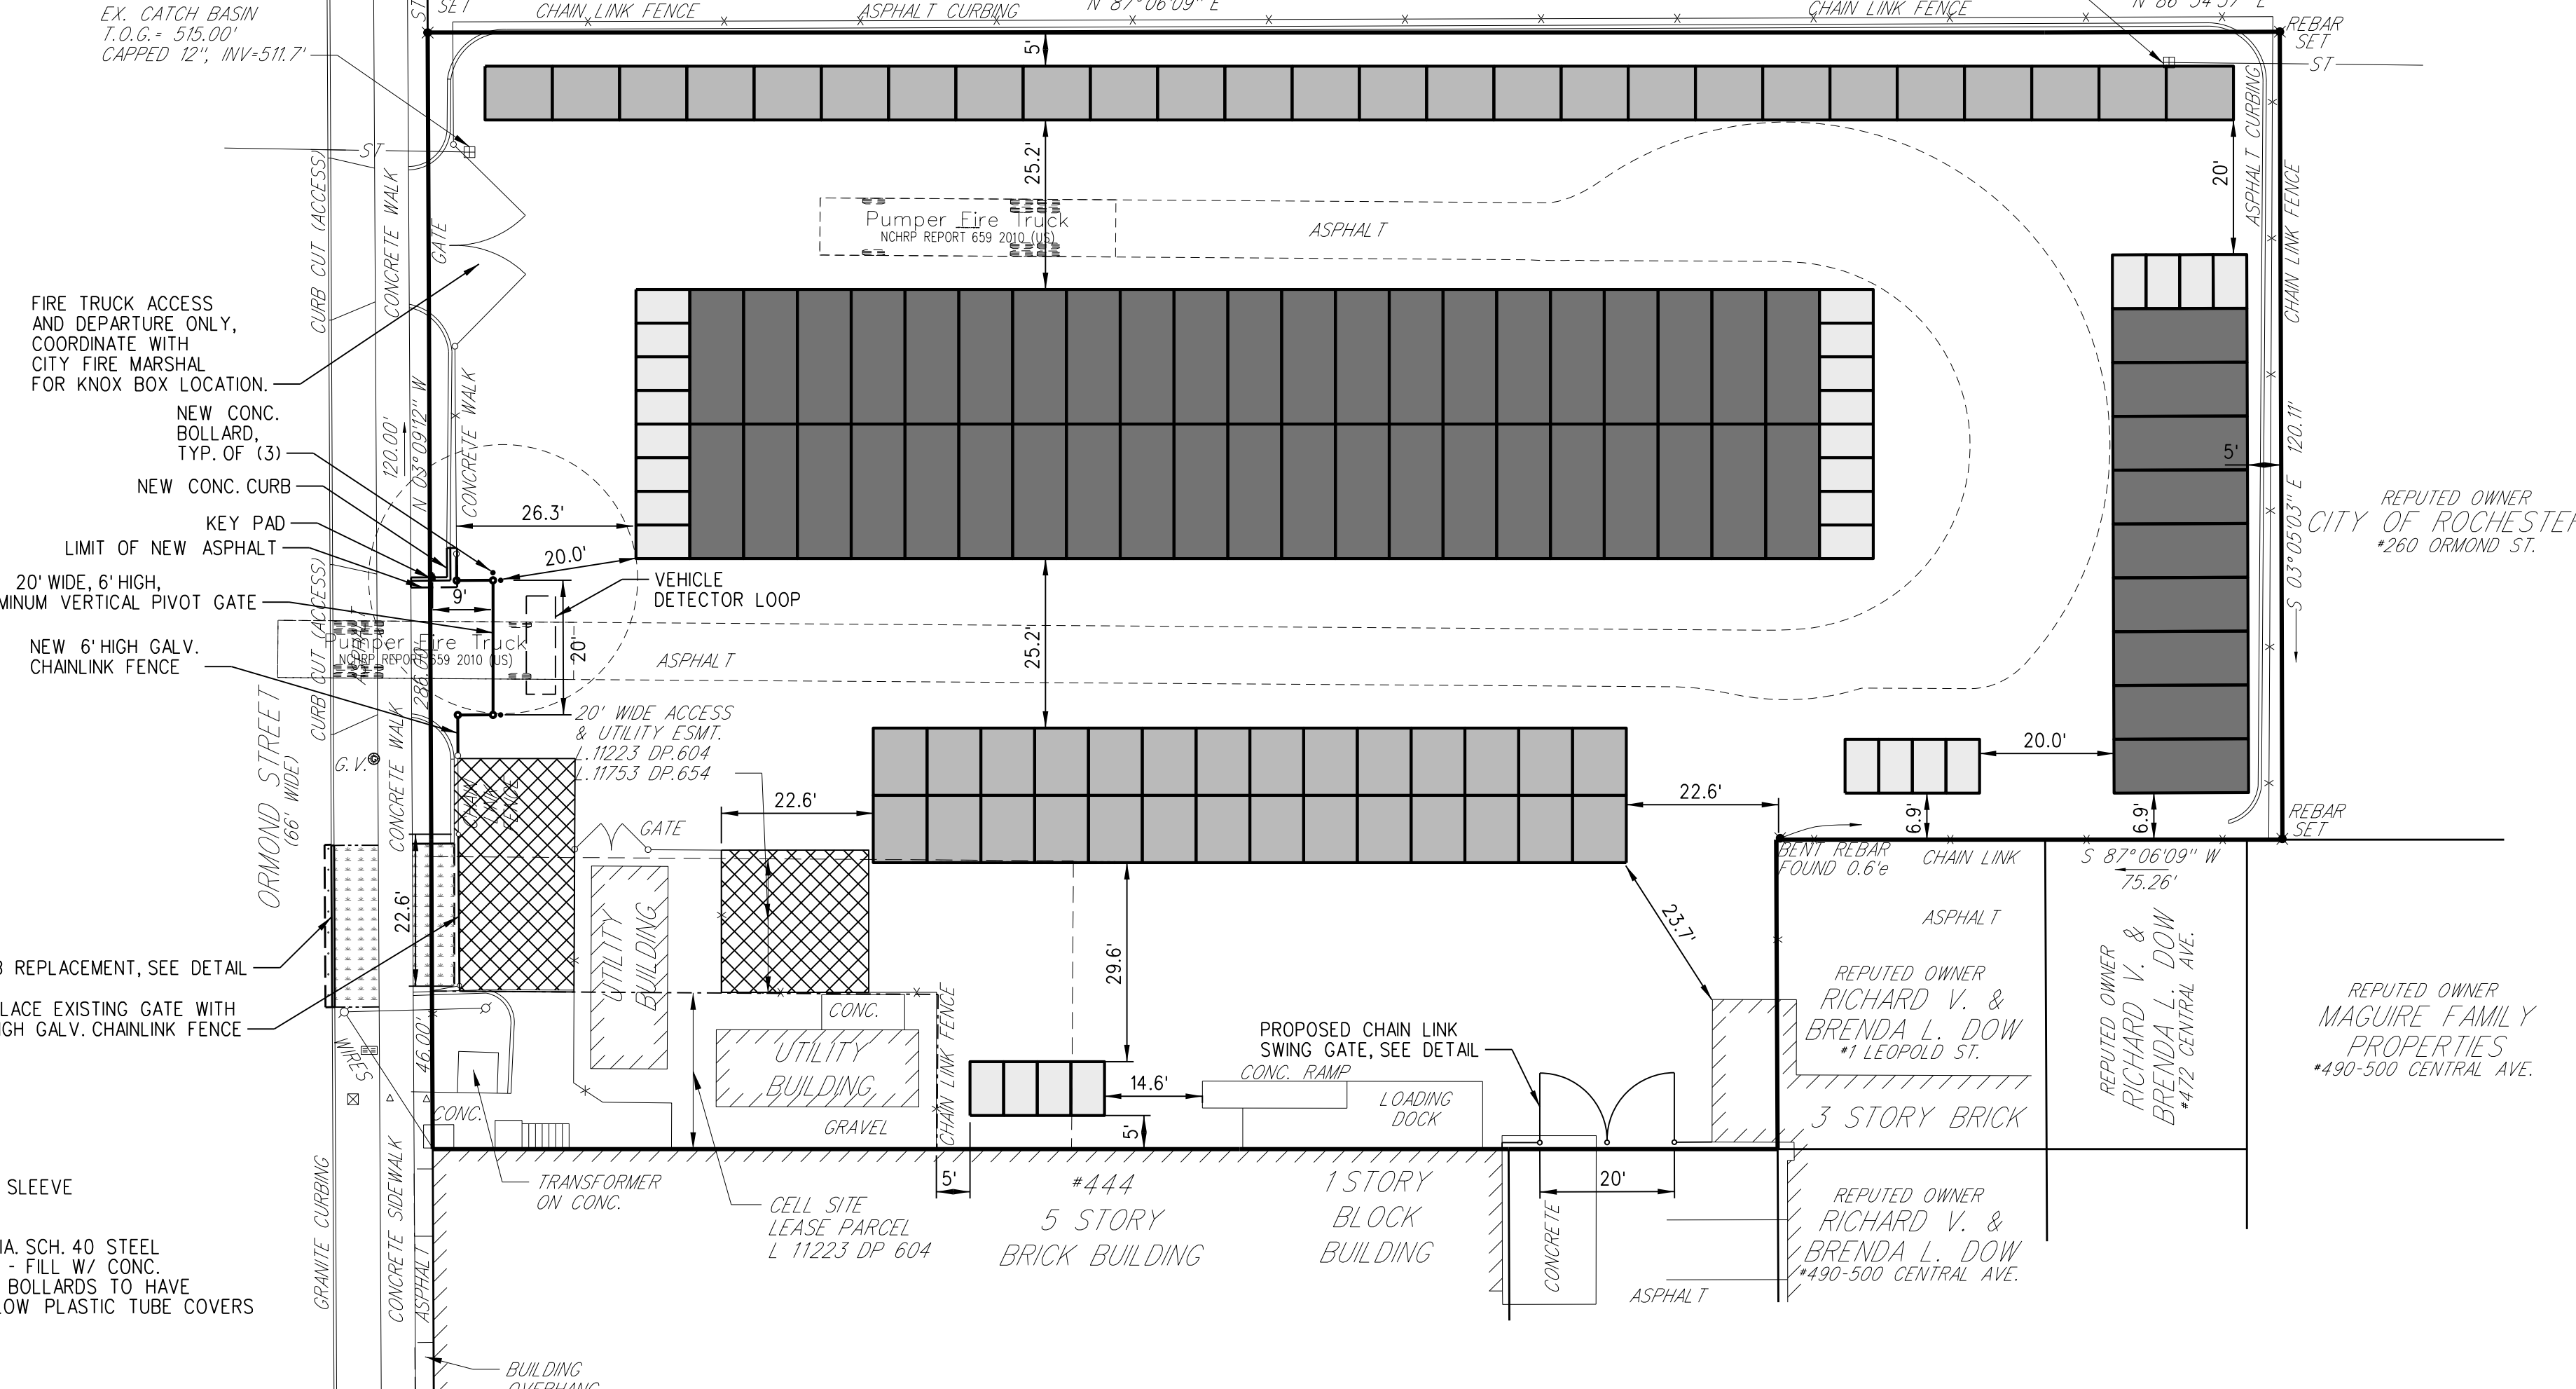 EX. CATCH BASIN
T.O.G.= 515.00'
CAPPED 12", INV=511.7'
ST
SET
CHAIN LINK FENCE
ASPHALT CURBING
N 87°06'09" E
CHAIN LINK FENCE
REBAR
SET
ST
5'
ST
CURB CUT (ACCESS)
CONCRETE WALK
GATE
25.2'
Pumper Fire Truck
NCHRP REPORT 659 2010 (US)
ASPHALT
20'
ASPHALT CURBING
CHAIN LINK FENCE
FIRE TRUCK ACCESS
AND DEPARTURE ONLY,
COORDINATE WITH
CITY FIRE MARSHAL
FOR KNOX BOX LOCATION.
NEW CONC.
BOLLARD,
TYP. OF (3)
NEW CONC. CURB
KEY PAD
LIMIT OF NEW ASPHALT
20' WIDE, 6' HIGH,
MINUM VERTICAL PIVOT GATE
NEW 6' HIGH GALV.
CHAINLINK FENCE
120.00'
N 03°09'12" W
CONCRETE WALK
26.3'
20.0'
9'
20'
VEHICLE
DETECTOR LOOP
5'
S 03°05'03" E 120.11'
REPUTED OWNER
CITY OF ROCHESTER
#260 ORMOND ST.
CURB CUT (ACCESS)
Pumper Fire Truck
NCHRP REPORT 659 2010 (US)
ASPHALT
286.00'
ASPHALT
25.2'
ORMOND STREET
(66' WIDE)
G.V.
CONCRETE WALK
CHAIN
LINK
FENCE
20' WIDE ACCESS
& UTILITY ESMT.
L.11223 DP.604
L.11753 DP.654
22.6'
22.6'
20.0'
6.9'
6.9'
REBAR
SET
GATE
BENT REBAR
FOUND 0.6'e
CHAIN LINK
S 87°06'09" W
75.26'
22.6'
UTILITY
BUILDING
29.6'
23.7'
ASPHALT
B REPLACEMENT, SEE DETAIL
LACE EXISTING GATE WITH
IGH GALV. CHAINLINK FENCE
46.00'
WIRES
CONC.
UTILITY
BUILDING
CONC.
GRAVEL
CHAIN LINK FENCE
14.6'
5'
PROPOSED CHAIN LINK
SWING GATE, SEE DETAIL
CONC. RAMP
LOADING
DOCK
REPUTED OWNER
RICHARD V. &
BRENDA L. DOW
#1 LEOPOLD ST.
3 STORY BRICK
REPUTED OWNER
RICHARD V. &
BRENDA L. DOW
#472 CENTRAL AVE.
REPUTED OWNER
MAGUIRE FAMILY
PROPERTIES
#490-500 CENTRAL AVE.
SLEEVE
IA. SCH. 40 STEEL
- FILL W/ CONC.
BOLLARDS TO HAVE
LOW PLASTIC TUBE COVERS
GRANITE CURBING
CONCRETE SIDEWALK
ASPHALT
TRANSFORMER
ON CONC.
CELL SITE
LEASE PARCEL
L 11223 DP 604
5'
#444
5 STORY
BRICK BUILDING
1 STORY
BLOCK
BUILDING
CONCRETE
20'
ASPHALT
REPUTED OWNER
RICHARD V. &
BRENDA L. DOW
#490-500 CENTRAL AVE.
BUILDING